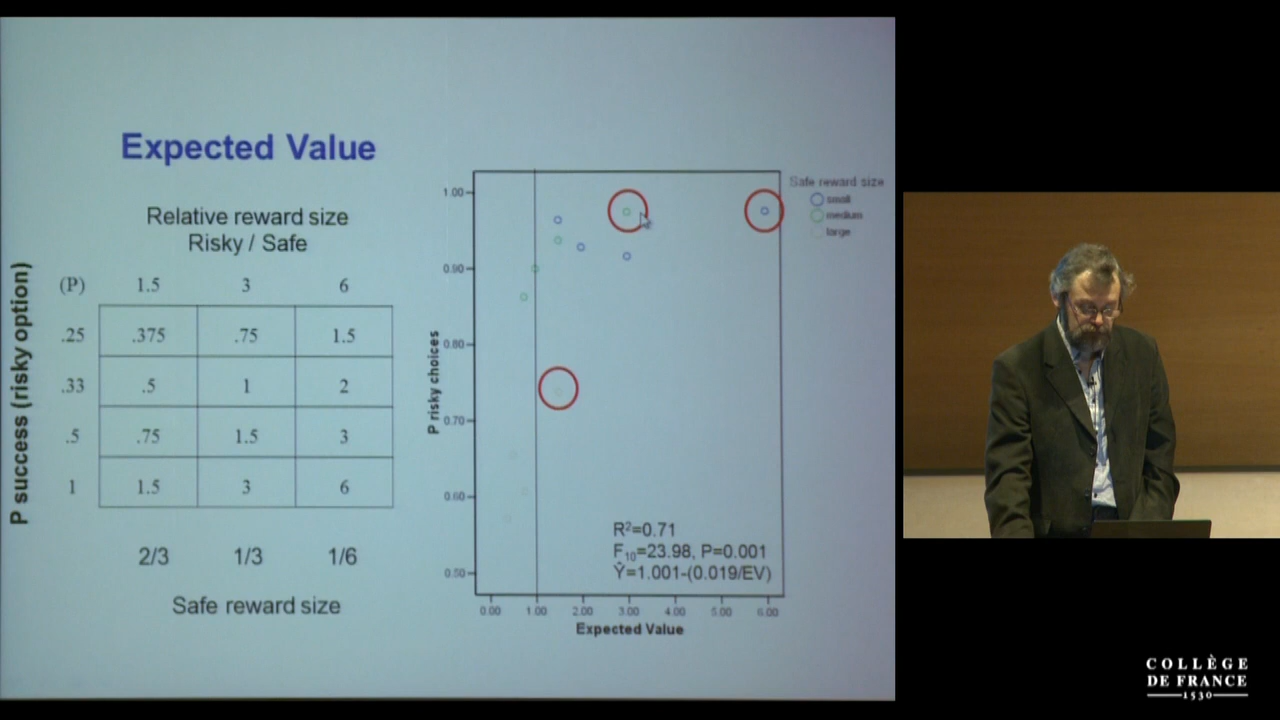 Expected Value
Relative reward size
Risky / Safe
P success (risky option)
(P) 1.5 3 6
.25 .375 .75 1.5
.33 .5 1 2
.5 .75 1.5 3
1 1.5 3 6
2/3 1/3 1/6
Safe reward size
P risky choices
1.00
0.90
0.80
0.70
0.60
0.50
0.00 1.00 2.00 3.00 4.00 5.00 6.00
Expected Value
R²=0.71
F₁₀=23.98, P=0.001
Ŷ=1.001-(0.019/EV)
Safe reward size
small
medium
large
COLLÈGE
DE FRANCE
1530